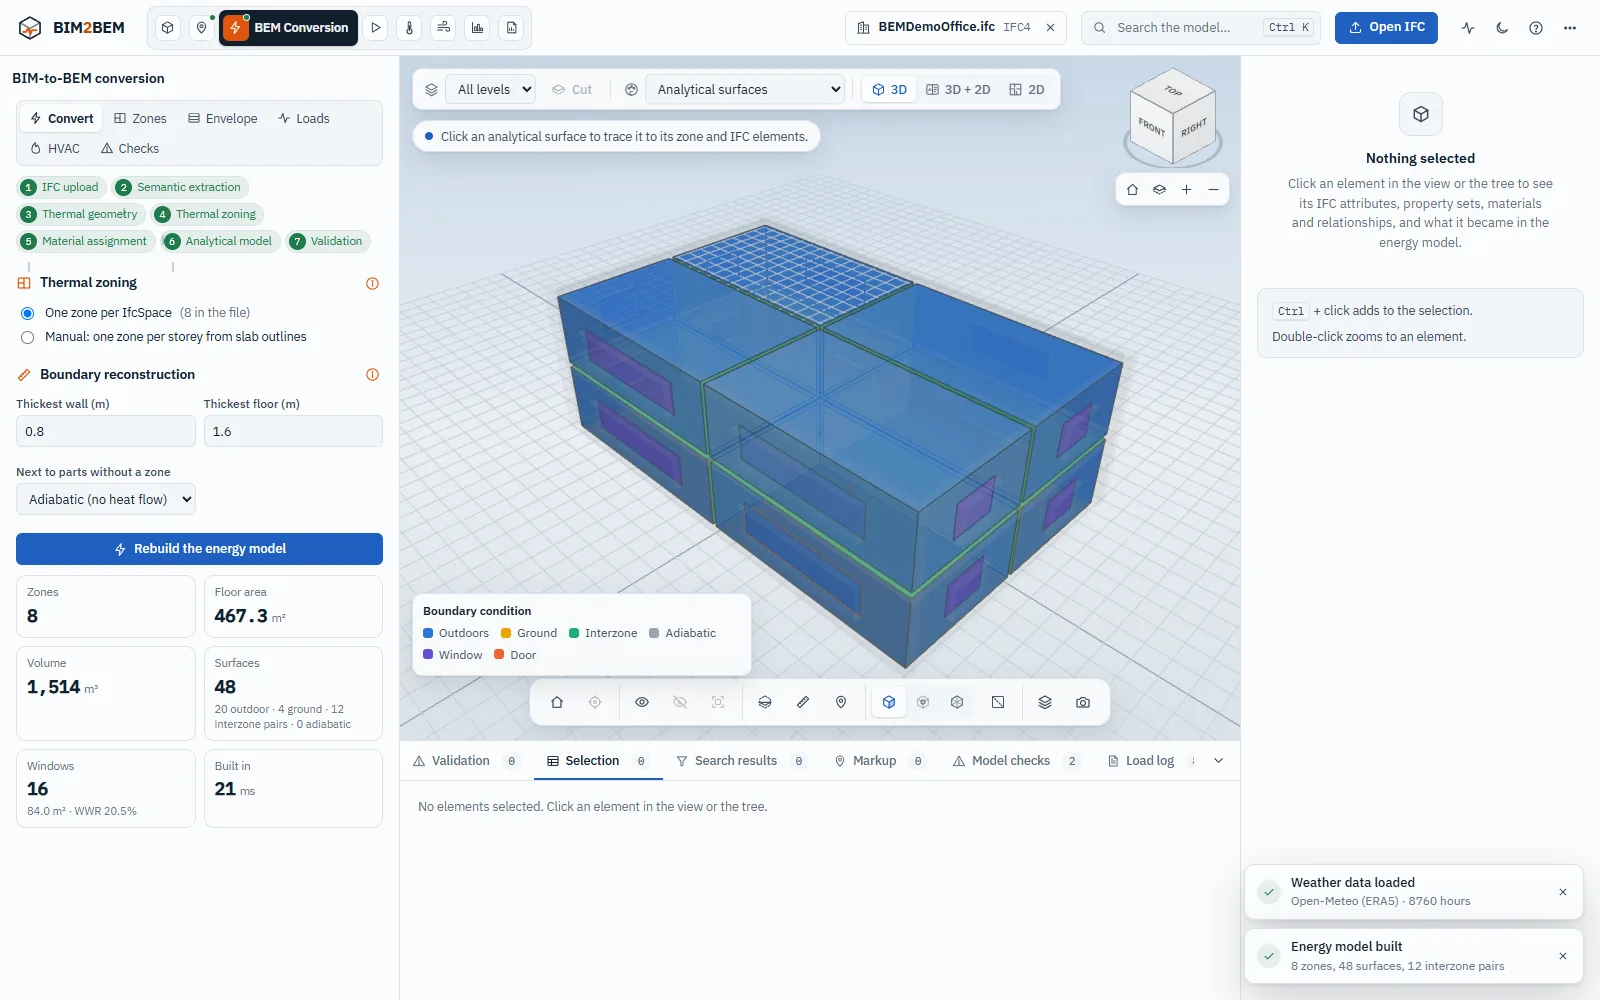 BIM2BEM
BEM Conversion
BEMDemoOffice.ifc IFC4
Search the model... Ctrl K
Open IFC
BIM-to-BEM conversion
Convert Zones Envelope Loads
HVAC Checks
1 IFC upload 2 Semantic extraction
3 Thermal geometry 4 Thermal zoning
5 Material assignment 6 Analytical model 7 Validation
Thermal zoning
One zone per IfcSpace (8 in the file)
Manual: one zone per storey from slab outlines
Boundary reconstruction
Thickest wall (m) Thickest floor (m)
0.8 1.6
Next to parts without a zone
Adiabatic (no heat flow)
Rebuild the energy model
Zones
8
Floor area
467.3 m²
Volume
1,514 m³
Surfaces
48
20 outdoor · 4 ground · 12
interzone pairs · 0 adiabatic
Windows
16
84.0 m² · WWR 20.5%
Built in
21 ms
All levels Cut Analytical surfaces 3D 3D + 2D 2D
Click an analytical surface to trace it to its zone and IFC elements.
TOP
FRONT RIGHT
Boundary condition
Outdoors Ground Interzone Adiabatic
Window Door
Validation 0 Selection 0 Search results 0 Markup 0 Model checks 2 Load log
No elements selected. Click an element in the view or the tree.
Nothing selected
Click an element in the view or the tree to see
its IFC attributes, property sets, materials
and relationships, and what it became in the
energy model.
Ctrl + click adds to the selection.
Double-click zooms to an element.
Weather data loaded
Open-Meteo (ERA5) · 8760 hours
Energy model built
8 zones, 48 surfaces, 12 interzone pairs